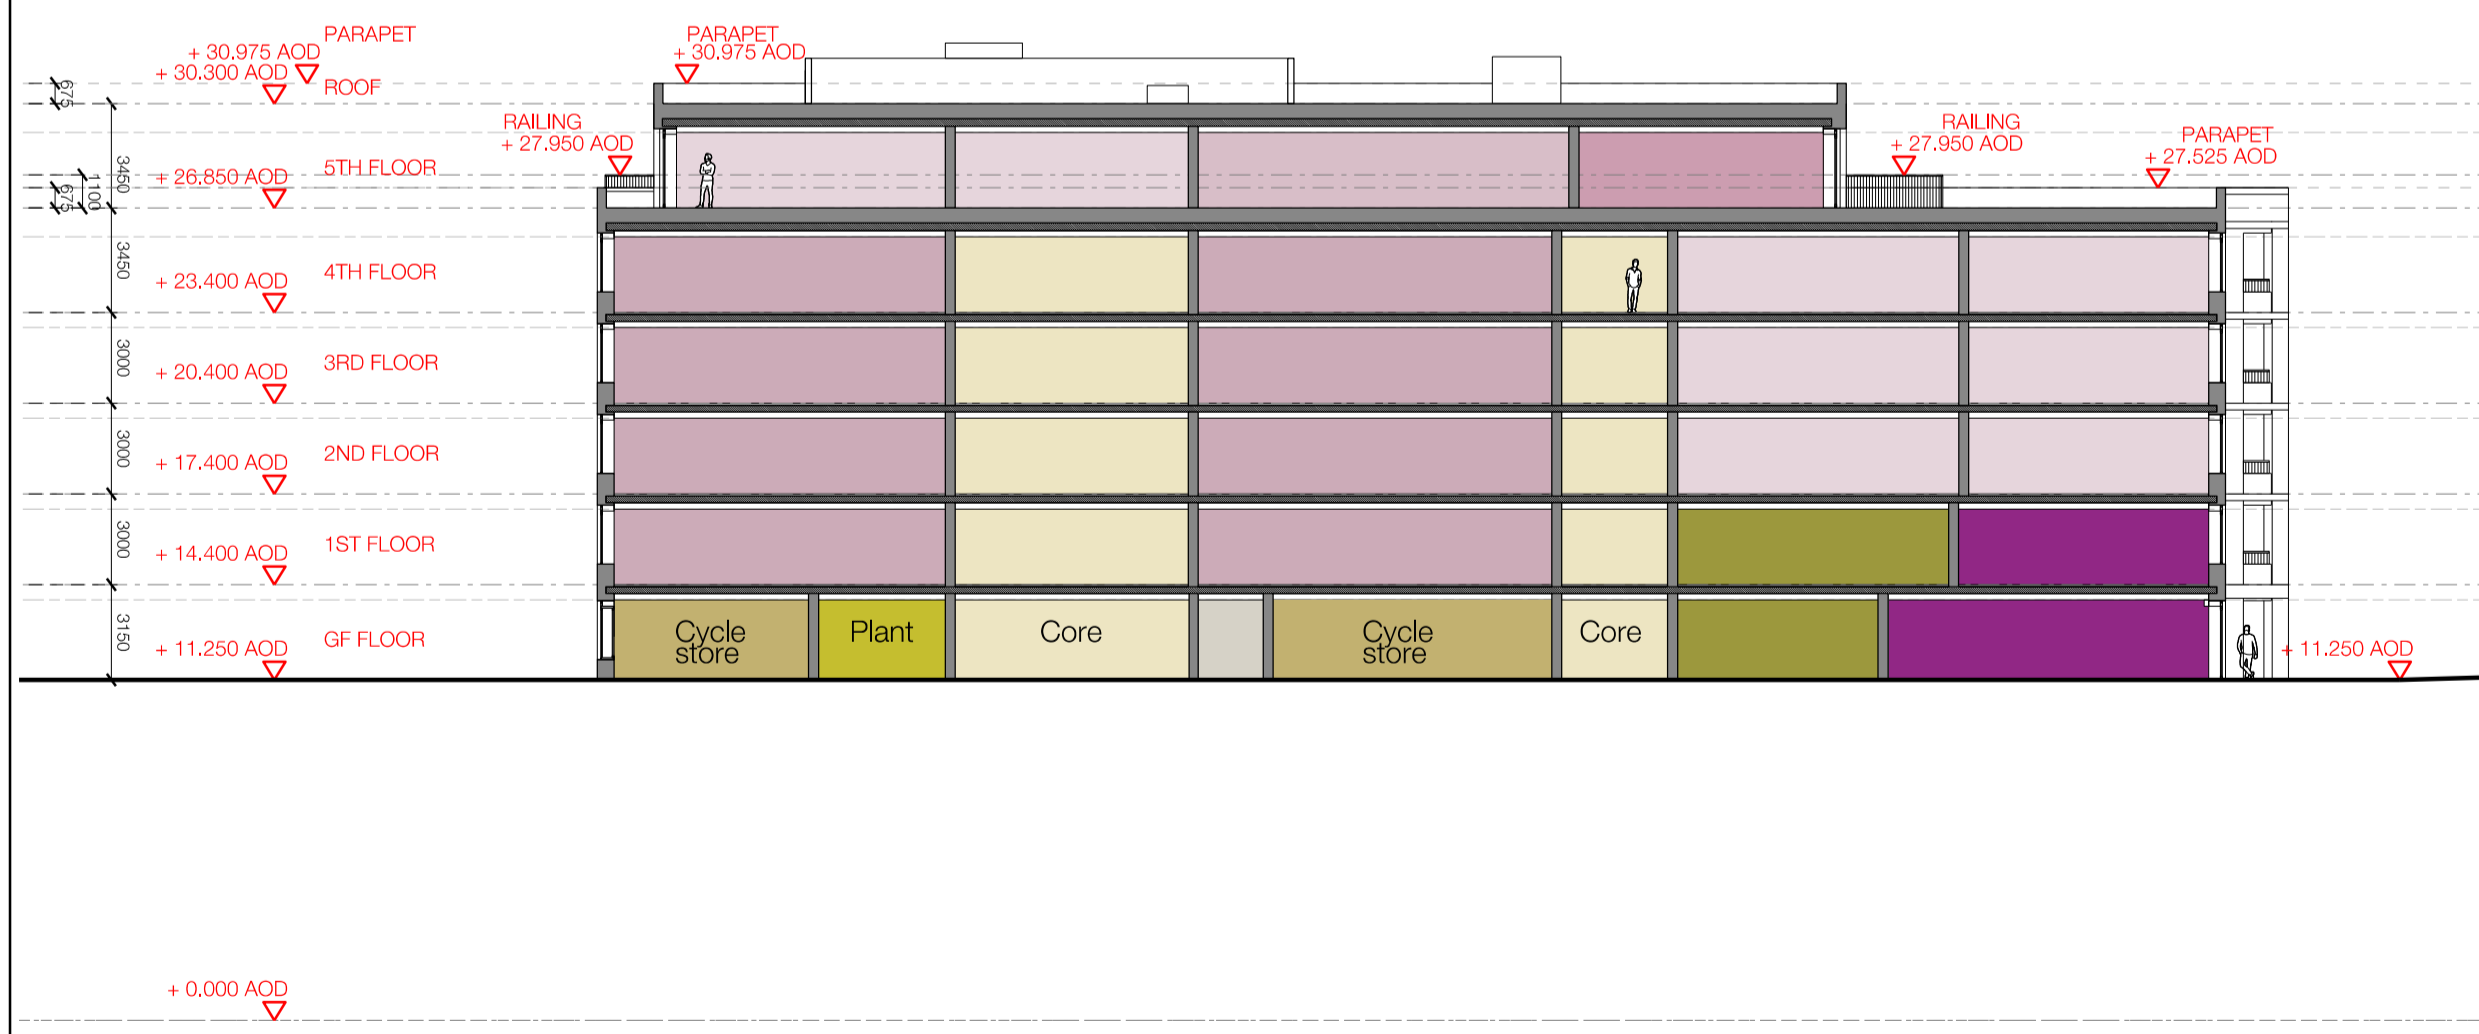 PARAPET
+ 30.975 AOD
+ 30.300 AOD
ROOF
PARAPET
+ 30.975 AOD
RAILING
+ 27.950 AOD
RAILING
+ 27.950 AOD
PARAPET
+ 27.525 AOD
675
3450
1100
675
+ 26.850 AOD
5TH FLOOR
3450
+ 23.400 AOD
4TH FLOOR
3000
+ 20.400 AOD
3RD FLOOR
3000
+ 17.400 AOD
2ND FLOOR
3000
+ 14.400 AOD
1ST FLOOR
3150
+ 11.250 AOD
GF FLOOR
Cycle
store
Plant
Core
Cycle
store
Core
+ 11.250 AOD
+ 0.000 AOD